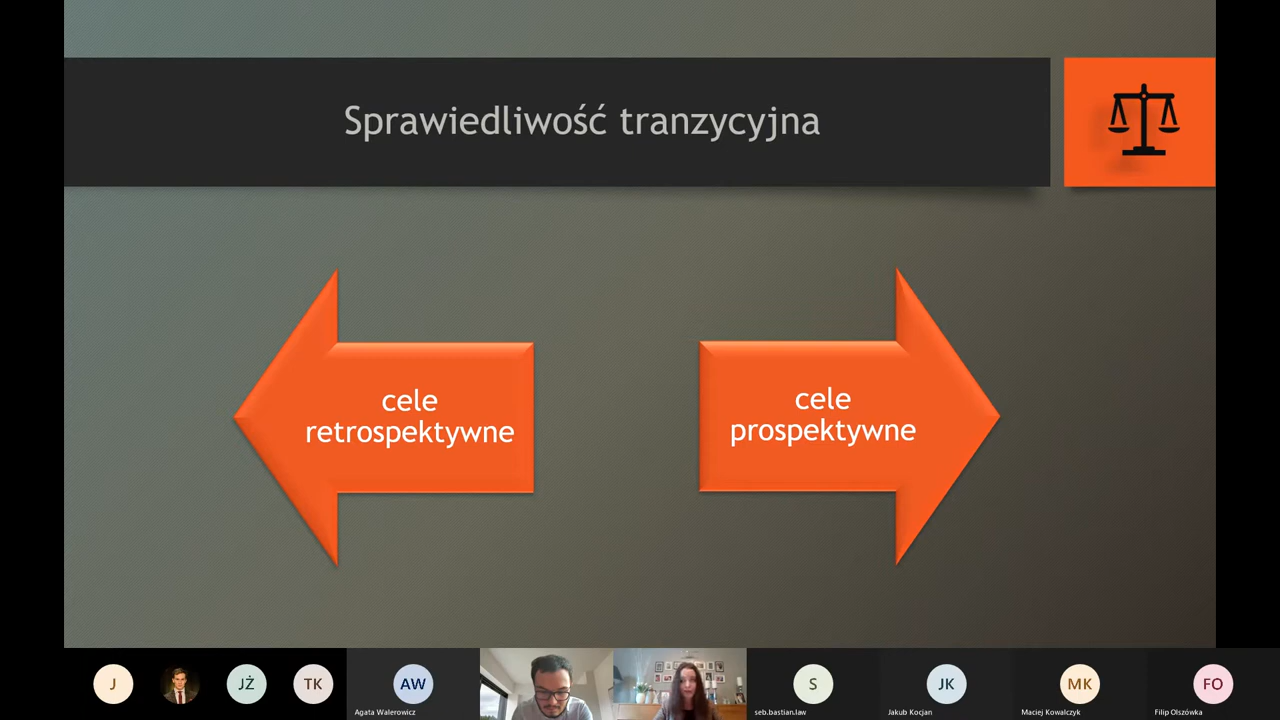 Sprawiedliwość tranzycyjna
cele
retrospektywne
cele
prospektywne
J
JŻ
TK
AW
S
JK
MK
FO
Agata Walerowicz
seb.bastian.law
Jakub Kocjan
Maciej Kowalczyk
Filip Olszówka